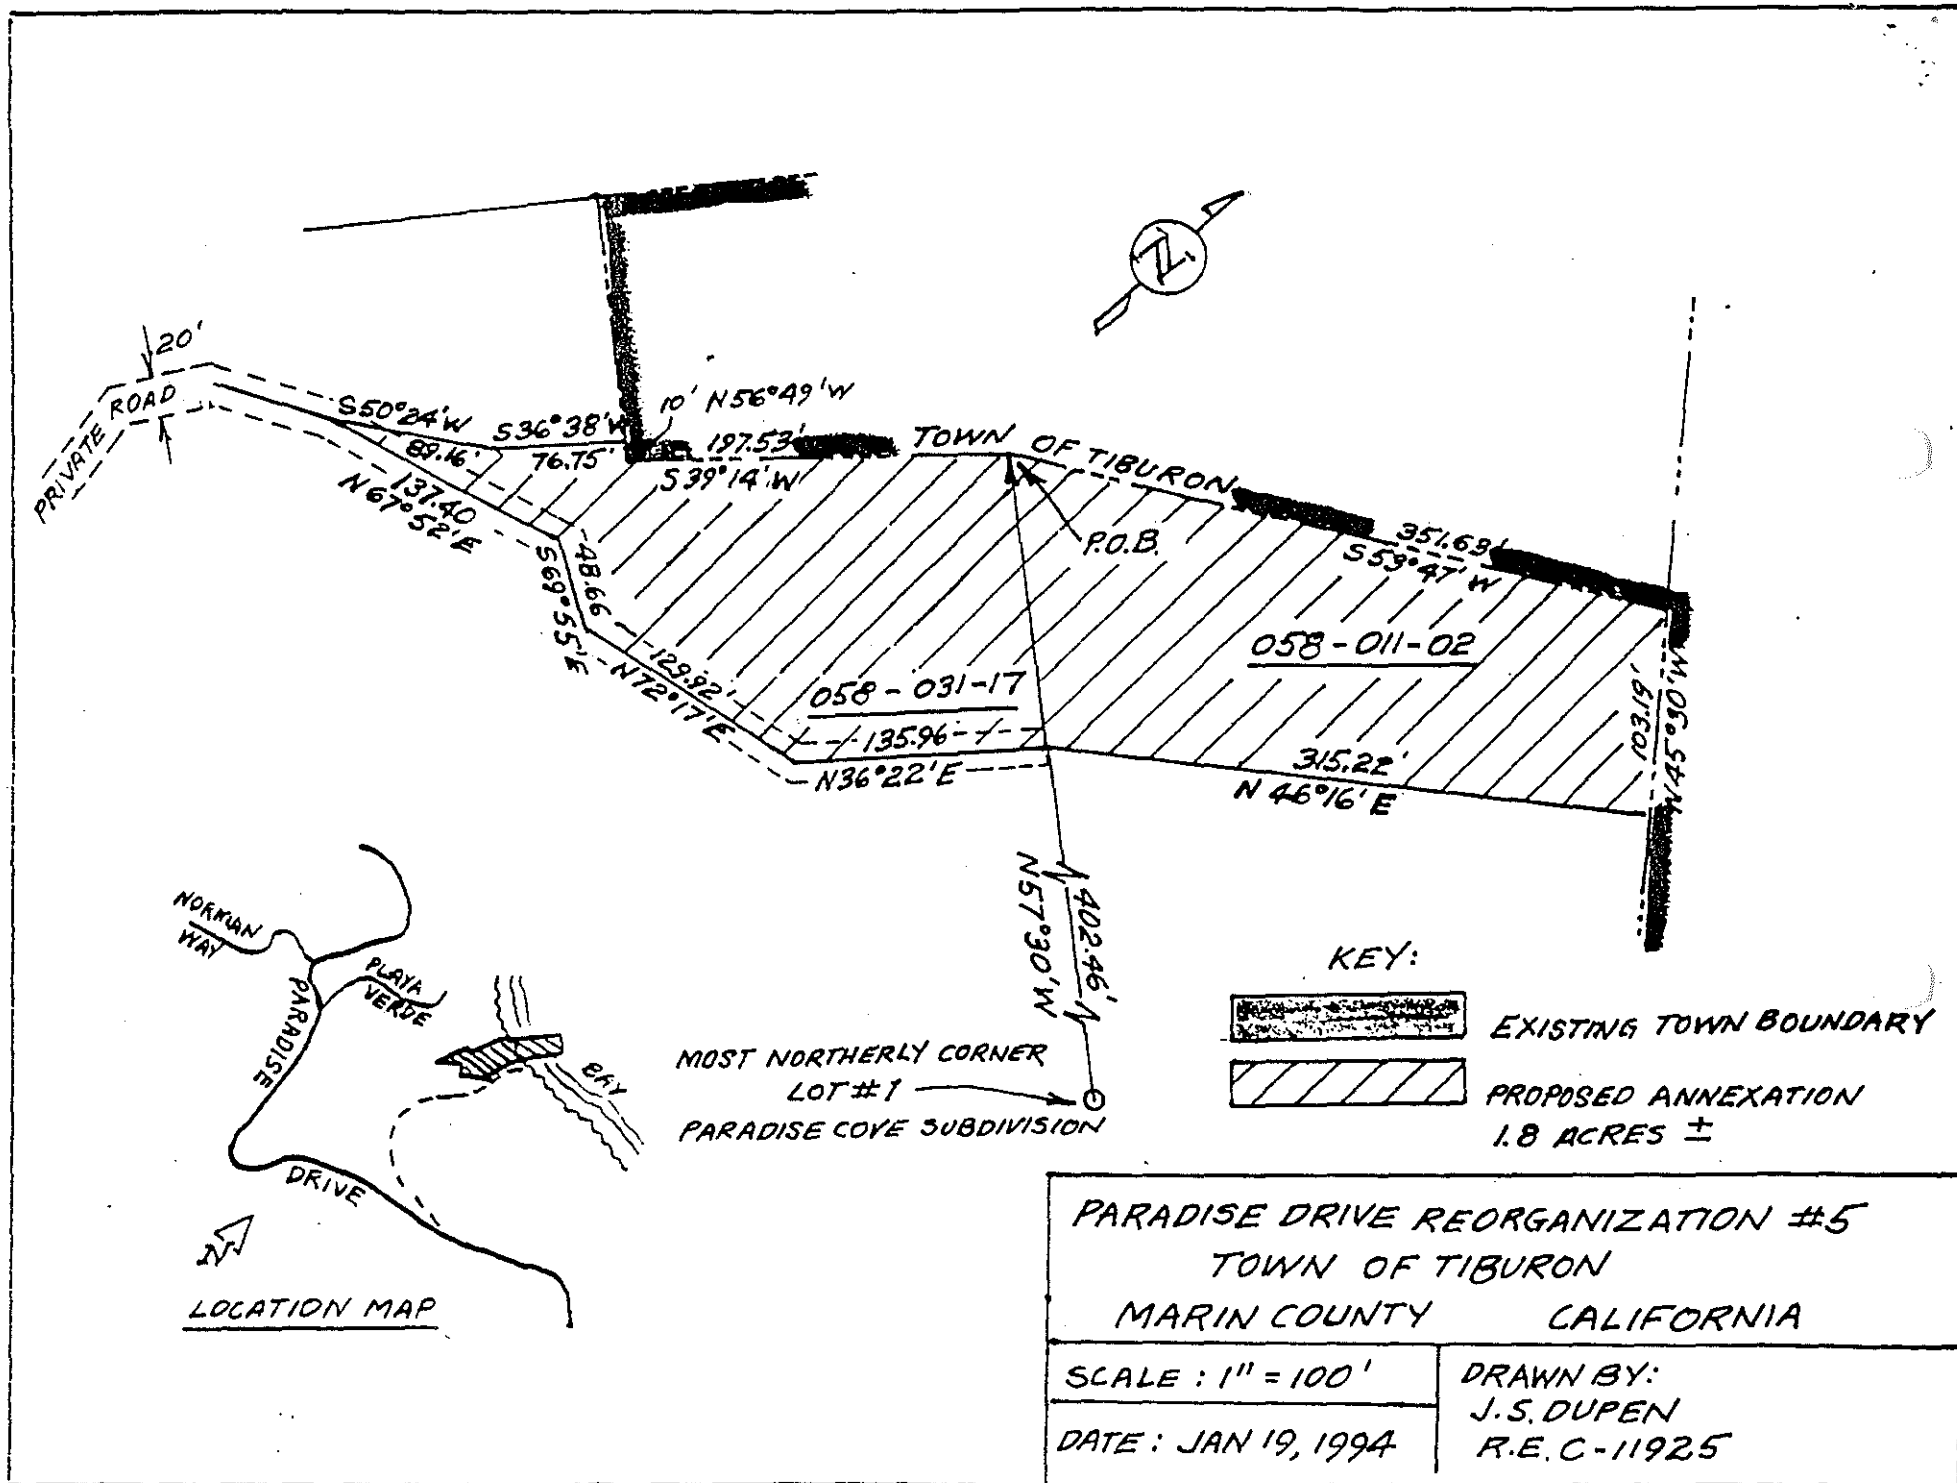 20'
PRIVATE
ROAD
S50°24'W
89.16'
S36°38'W
76.75'
10' N56°49'W
197.53'
S39°14'W
TOWN OF TIBURON
P.O.B.
351.63'
S53°47'W
137.40
N67°52'E
48.66
S69°55'E
129.92'
N72°17'E
058-031-17
135.96
N36°22'E
058-011-02
315.22'
N46°16'E
103.19'
N45°30'W
402.46'
N57°30'W
NORMAN
WAY
PLAYA
VERDE
PARADISE
DRIVE
BAY
N
LOCATION MAP
N
MOST NORTHERLY CORNER
LOT #1
PARADISE COVE SUBDIVISION
KEY:
EXISTING TOWN BOUNDARY
PROPOSED ANNEXATION
1.8 ACRES ±
PARADISE DRIVE REORGANIZATION #5
TOWN OF TIBURON
MARIN COUNTY CALIFORNIA
SCALE : 1" = 100'
DATE : JAN 19, 1994
DRAWN BY:
J.S. DUPEN
R.E. C-11925